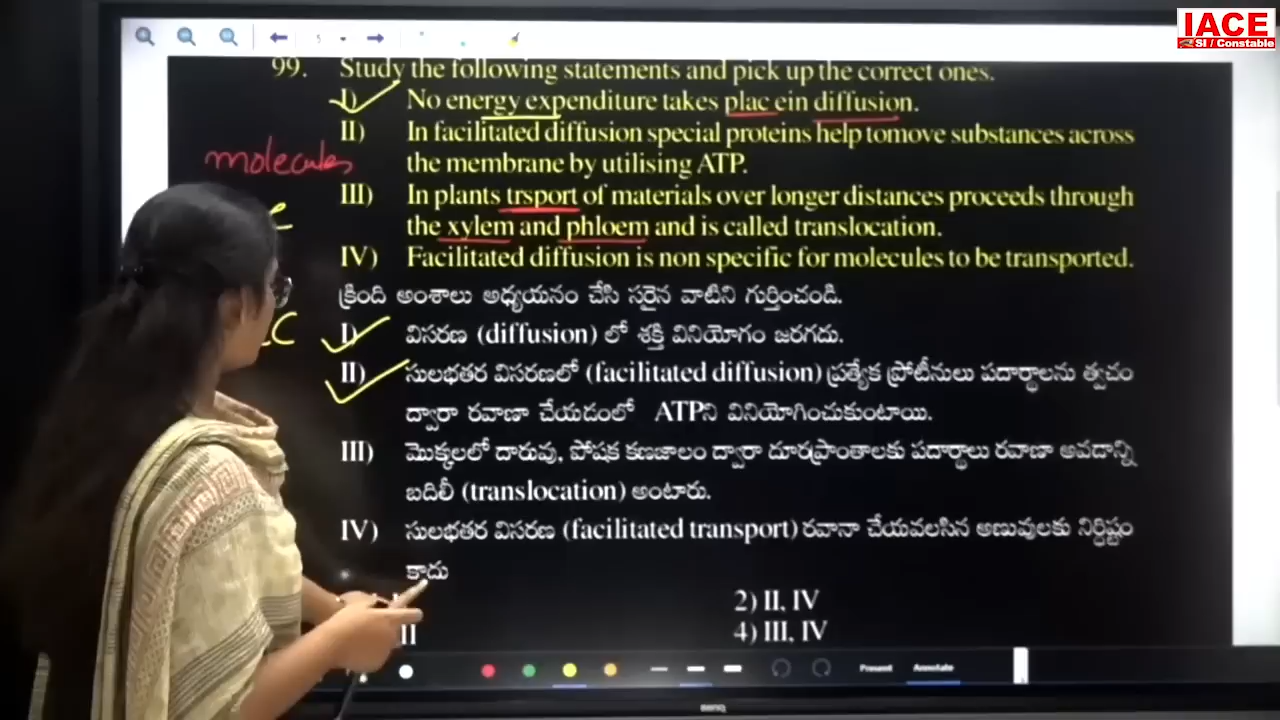 IACE
SI / Constable
99. Study the following statements and pick up the correct ones.
I) No energy expenditure takes plac ein diffusion.
II) In facilitated diffusion special proteins help tomove substances across
the membrane by utilising ATP.
molecules
III) In plants trsport of materials over longer distances proceeds through
the xylem and phloem and is called translocation.
IV) Facilitated diffusion is non specific for molecules to be transported.
క్రింది అంశాలు అధ్యయనం చేసి సరైన వాటిని గుర్తించండి.
I) విసరణ (diffusion) లో శక్తి వినియోగం జరగదు.
II) సులభతర విసరణలో (facilitated diffusion) ప్రత్యేక ప్రోటీనులు పదార్థాలను త్వచం
ద్వారా రవాణా చేయడంలో ATPని వినియోగించుకుంటాయి.
III) మొక్కలలో దారువు, పోషక కణజాలం ద్వారా దూరప్రాంతాలకు పదార్థాలు రవాణా అవడాన్ని
బదిలీ (translocation) అంటారు.
IV) సులభతర విసరణ (facilitated transport) రవానా చేయవలసిన అణువులకు నిర్ధిష్టం
కాదు
2) II, IV
II
4) III, IV
Present Annotate
BenQ